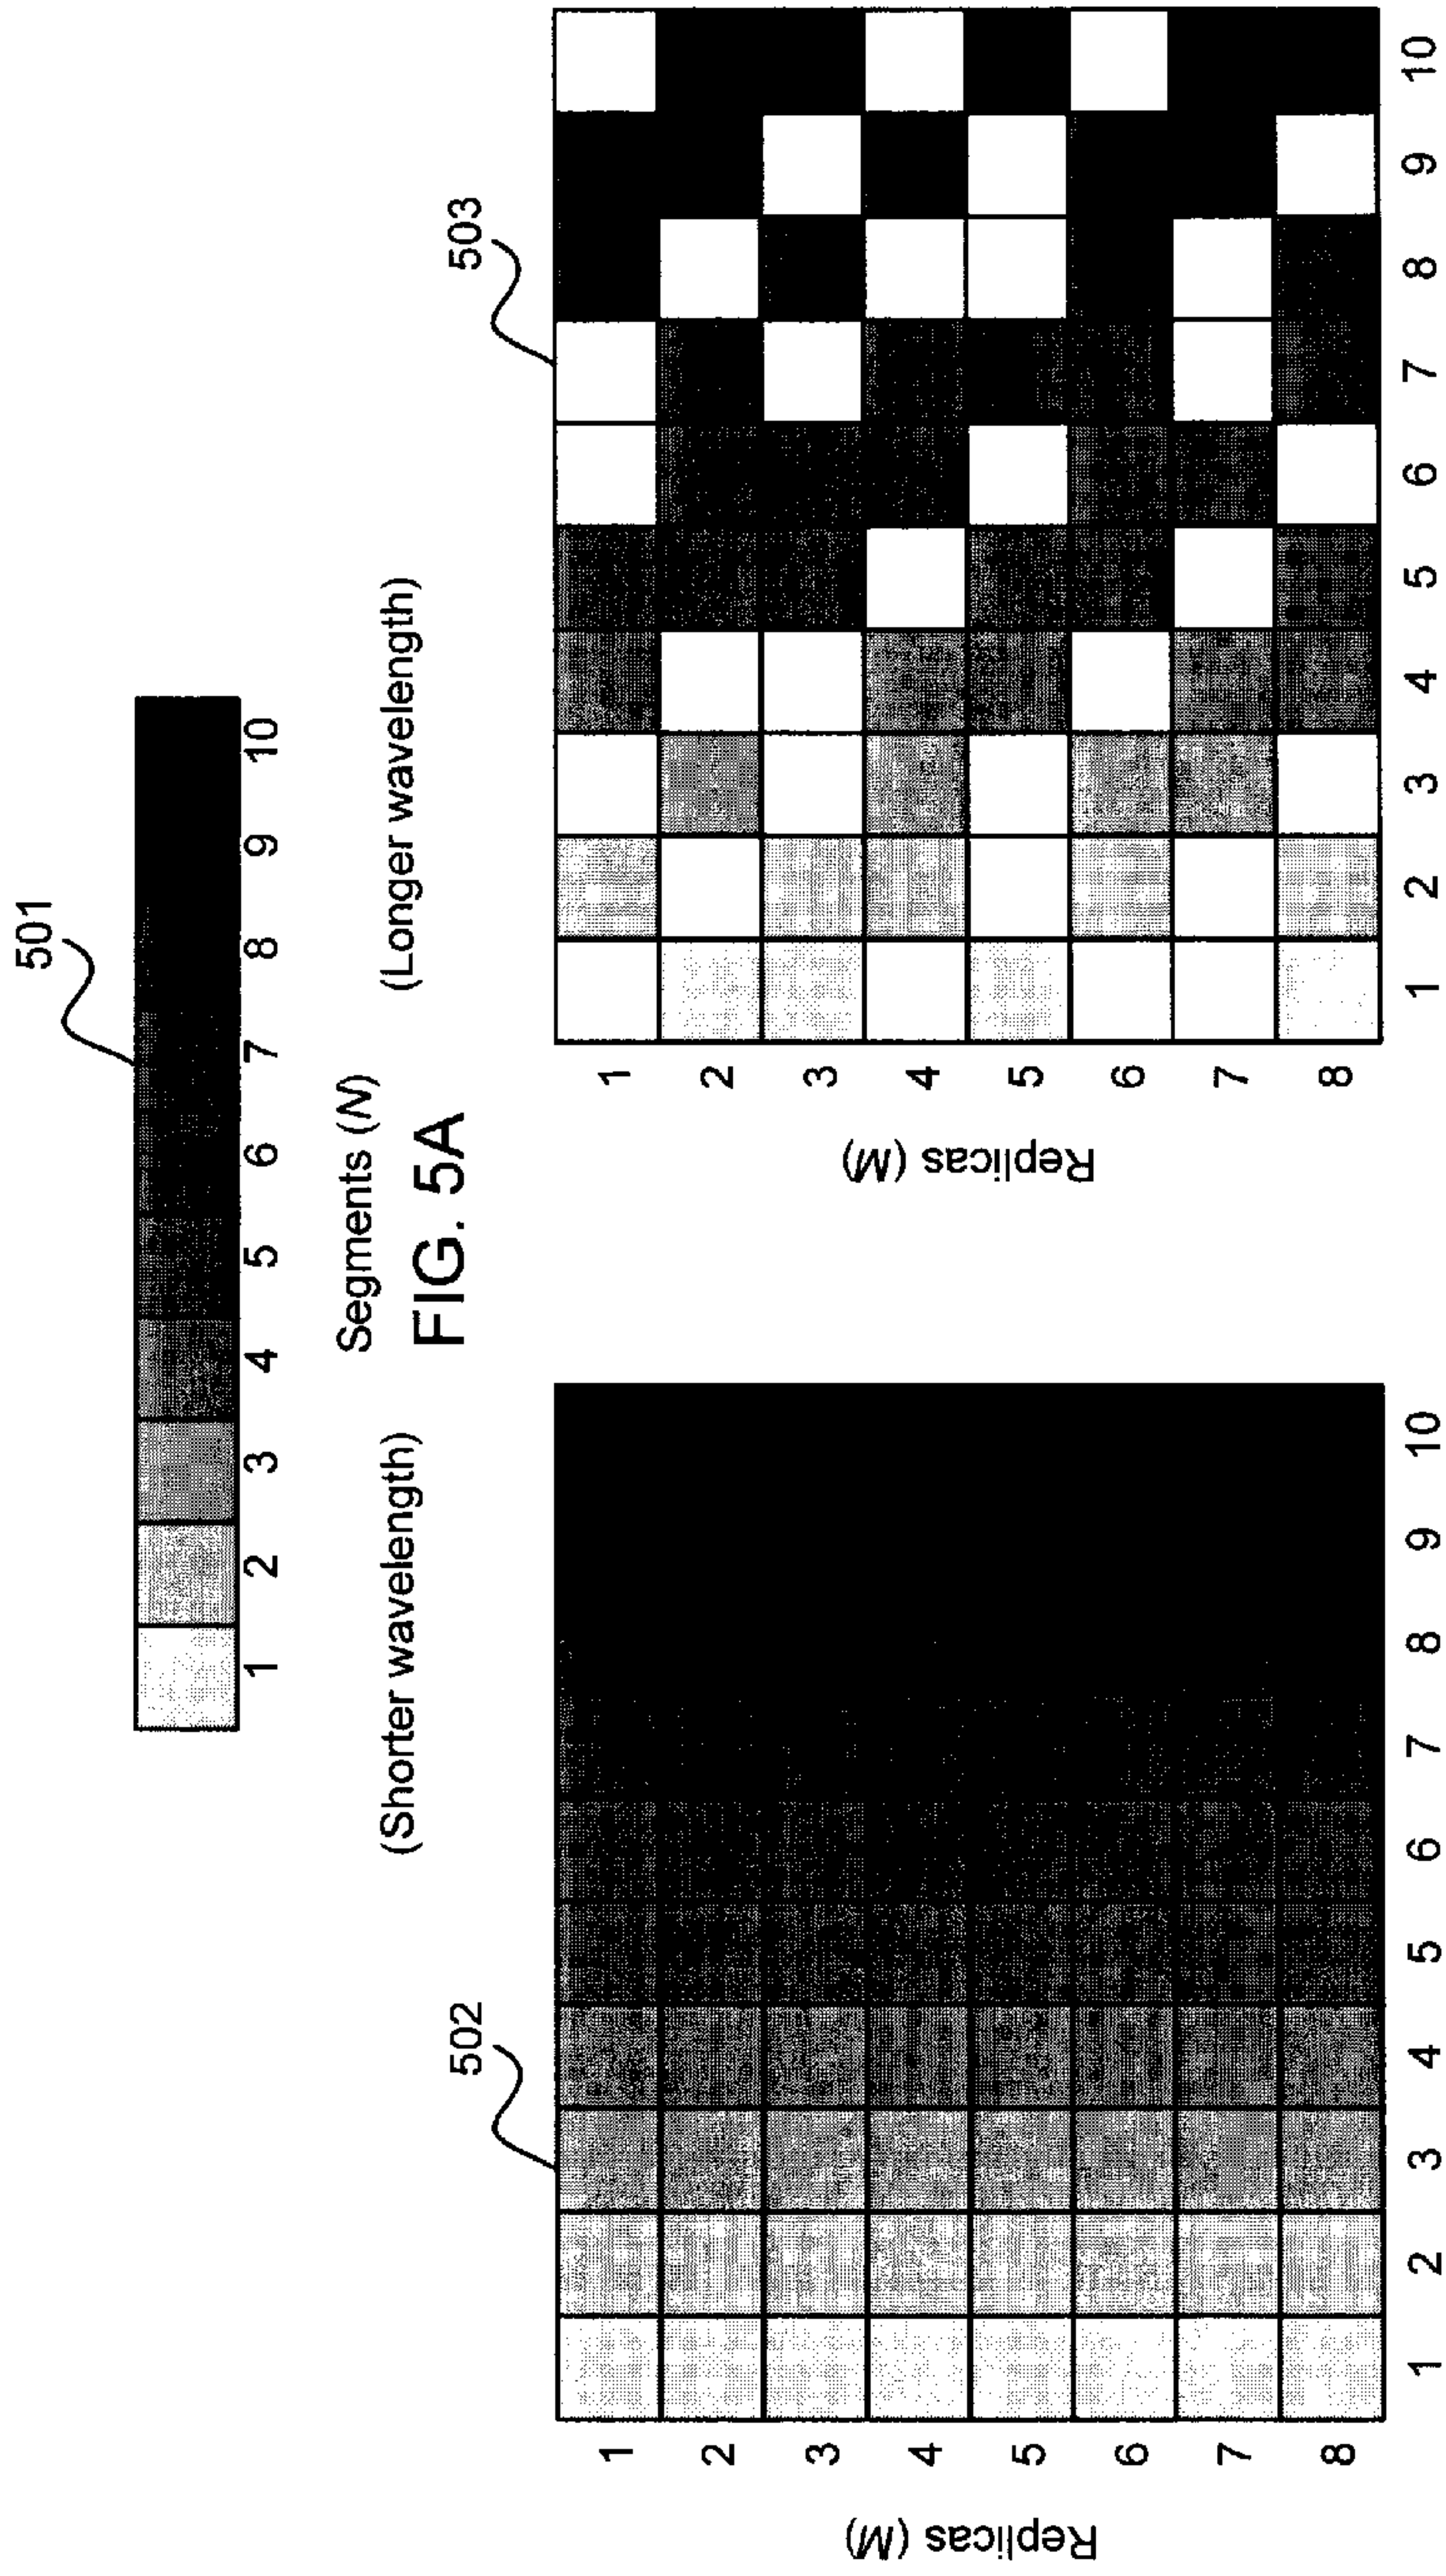 501
1 2 3 4 5 6 7 8 9 10
Segments (N)
(Shorter wavelength) (Longer wavelength)
FIG. 5A
502
Replicas (M)
1
2
3
4
5
6
7
8
1 2 3 4 5 6 7 8 9 10
503
Replicas (M)
1
2
3
4
5
6
7
8
1 2 3 4 5 6 7 8 9 10